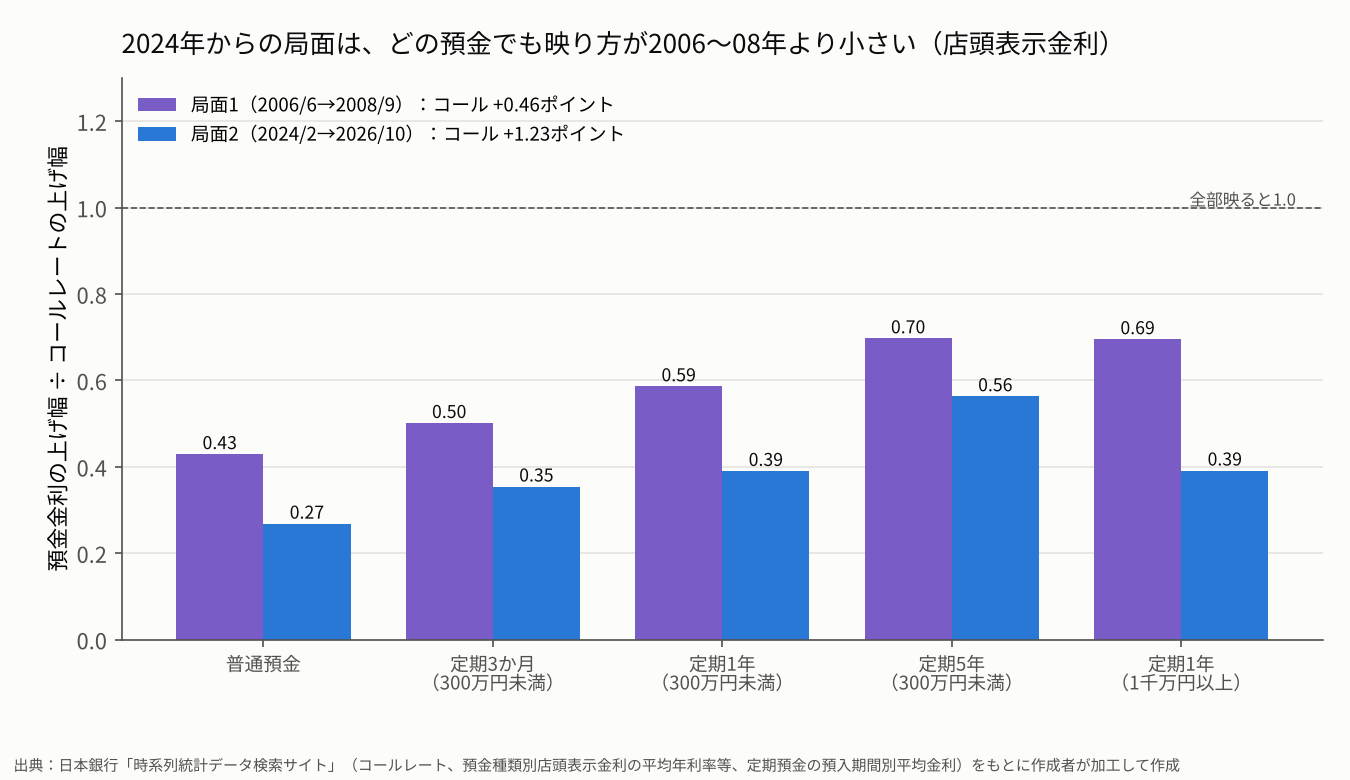 2024年からの局面は、どの預金でも映り方が2006～08年より小さい（店頭表示金利）
局面1（2006/6→2008/9）：コール +0.46ポイント
局面2（2024/2→2026/10）：コール +1.23ポイント
預金金利の上げ幅 ÷ コールレートの上げ幅
1.2
1.0
0.8
0.6
0.4
0.2
0.0
全部映ると1.0
0.43
0.27
0.50
0.35
0.59
0.39
0.70
0.56
0.69
0.39
普通預金
定期3か月
（300万円未満）
定期1年
（300万円未満）
定期5年
（300万円未満）
定期1年
（1千万円以上）
出典：日本銀行「時系列統計データ検索サイト」（コールレート、預金種類別店頭表示金利の平均年利率等、定期預金の預入期間別平均金利）をもとに作成者が加工して作成